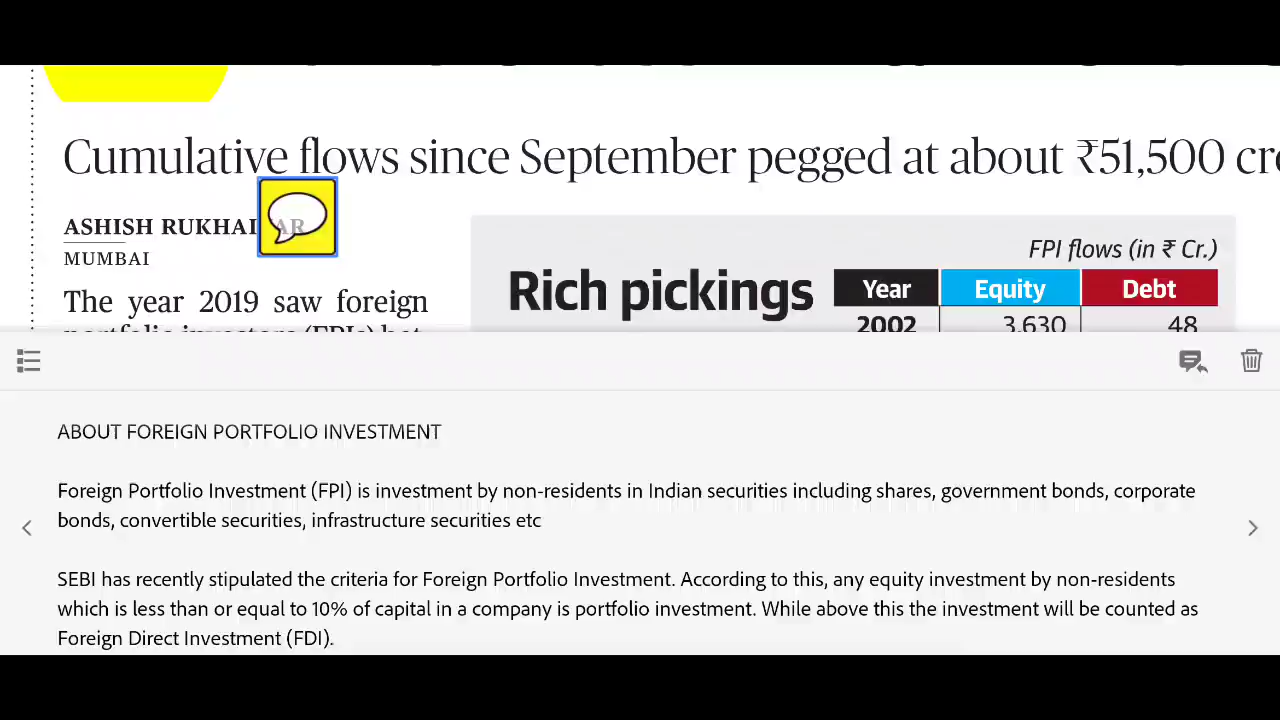 Cumulative flows since September pegged at about ₹51,500 cr
ASHISH RUKHAI AR
MUMBAI
The year 2019 saw foreign
portfolio investors (FPIs) bet-
FPI flows (in ₹ Cr.)
Rich pickings
Year Equity Debt
2002 3,630 48
ABOUT FOREIGN PORTFOLIO INVESTMENT
Foreign Portfolio Investment (FPI) is investment by non-residents in Indian securities including shares, government bonds, corporate
bonds, convertible securities, infrastructure securities etc
SEBI has recently stipulated the criteria for Foreign Portfolio Investment. According to this, any equity investment by non-residents
which is less than or equal to 10% of capital in a company is portfolio investment. While above this the investment will be counted as
Foreign Direct Investment (FDI).